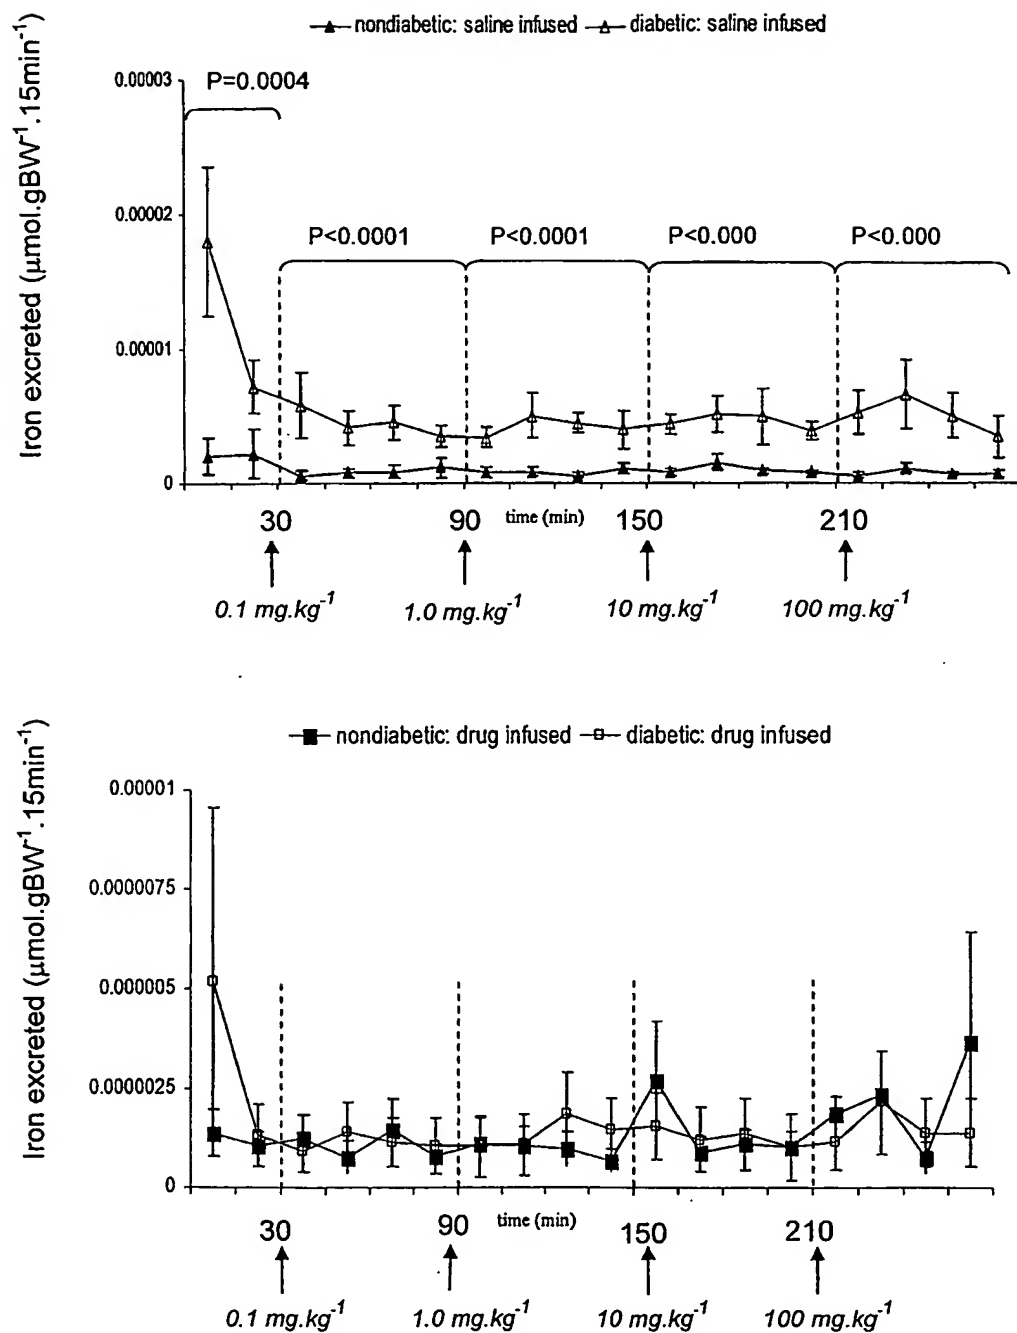 nondiabetic: saline infused diabetic: saline infused
Iron excreted (μmol.gBW⁻¹.15min⁻¹)
0.00003
P=0.0004
0.00002
P<0.0001 P<0.0001 P<0.000 P<0.000
0.00001
0
30 90 time (min) 150 210
0.1 mg.kg⁻¹ 1.0 mg.kg⁻¹ 10 mg.kg⁻¹ 100 mg.kg⁻¹
nondiabetic: drug infused diabetic: drug infused
Iron excreted (μmol.gBW⁻¹.15min⁻¹)
0.00001
0.0000075
0.000005
0.0000025
0
30 90 time (min) 150 210
0.1 mg.kg⁻¹ 1.0 mg.kg⁻¹ 10 mg.kg⁻¹ 100 mg.kg⁻¹